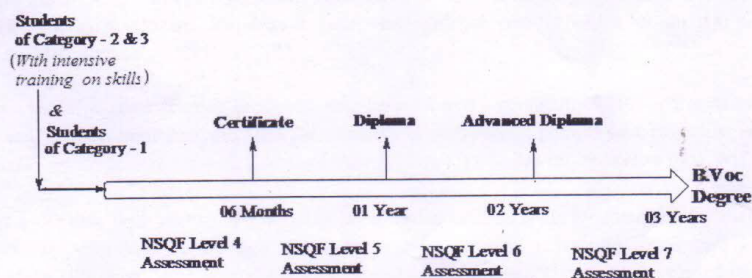 Students
of Category - 2 & 3
(With intensive
training on skills)
&
Students
of Category - 1
Certificate
Diploma
Advanced Diploma
B.Voc
Degree
06 Months
01 Year
02 Years
03 Years
NSQF Level 4
Assessment
NSQF Level 5
Assessment
NSQF Level 6
Assessment
NSQF Level 7
Assessment